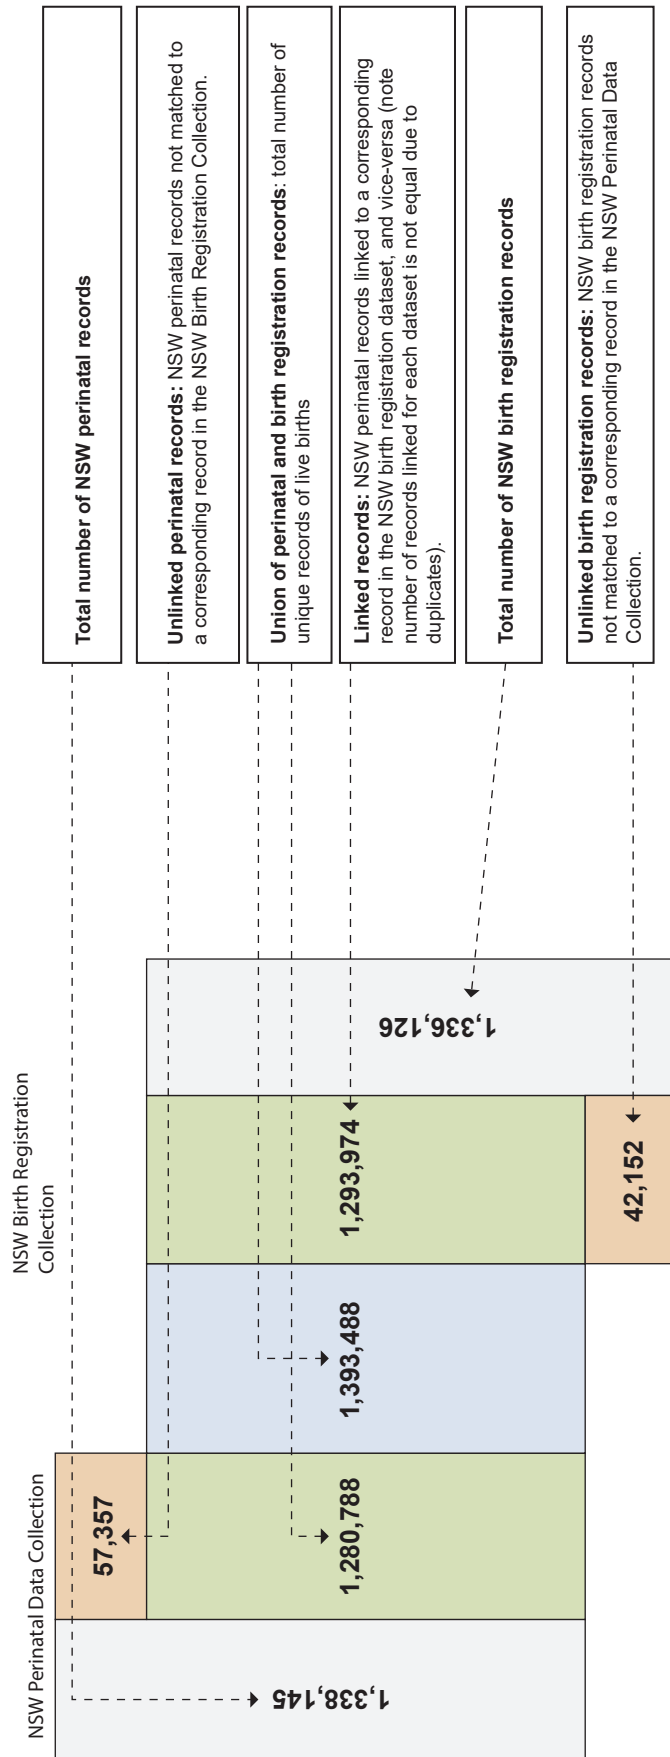 NSW Perinatal Data Collection
NSW Birth Registration
Collection
1,338,145
57,357
1,280,788
1,393,488
1,293,974
42,152
1,336,126
Total number of NSW perinatal records
Unlinked perinatal records: NSW perinatal records not matched to
a corresponding record in the NSW Birth Registration Collection.
Union of perinatal and birth registration records: total number of
unique records of live births
Linked records: NSW perinatal records linked to a corresponding
record in the NSW birth registration dataset, and vice-versa (note
number of records linked for each dataset is not equal due to
duplicates).
Total number of NSW birth registration records
Unlinked birth registration records: NSW birth registration records
not matched to a corresponding record in the NSW Perinatal Data
Collection.